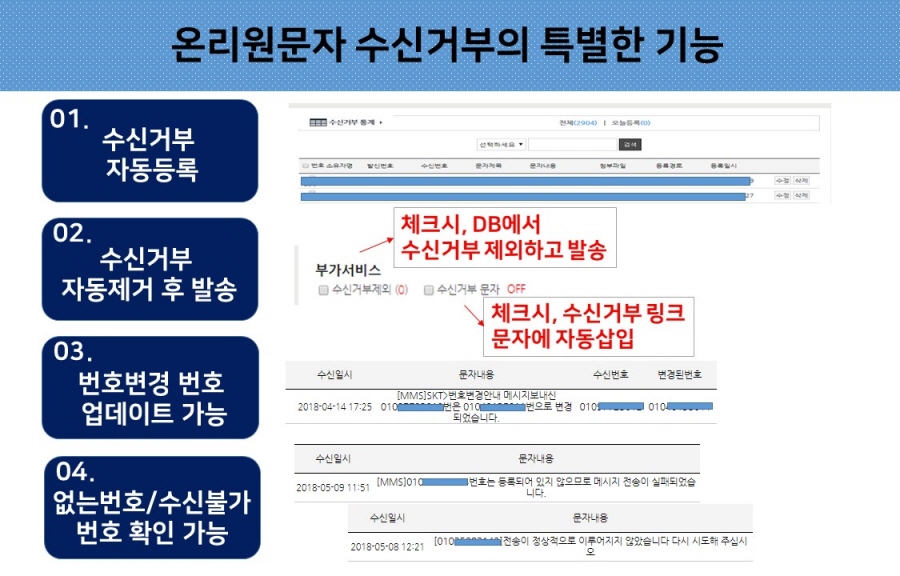 온리원문자 수신거부의 특별한 기능
01.
수신거부
자동등록
02.
수신거부
자동제거 후 발송
03.
번호변경 번호
업데이트 가능
04.
없는번호/수신불가
번호 확인 가능
수신거부 통계
전체(2904) | 오늘등록(0)
선택하세요 ▼ 검색
번호 소유자명 발신번호 수신번호 문자제목 문자내용 첨부파일 등록경로 등록일시
수정 삭제
27 수정 삭제
체크시, DB에서
수신거부 제외하고 발송
부가서비스
수신거부제외 (0) 수신거부 문자 OFF
체크시, 수신거부 링크
문자에 자동삽입
수신일시 문자내용 수신번호 변경된번호
[MMS]SKT>번호변경안내 메시지보내신
2018-04-14 17:25 010 번은 010 번으로 변경 010 010
되었습니다.
수신일시 문자내용
2018-05-09 11:51 [MMS]010 번호는 등록되어 있지 않으므로 메시지 전송이 실패되었습
니다.
수신일시 문자내용
2018-05-08 12:21 [010 ]전송이 정상적으로 이루어지지 않았습니다 다시 시도해 주십시
오